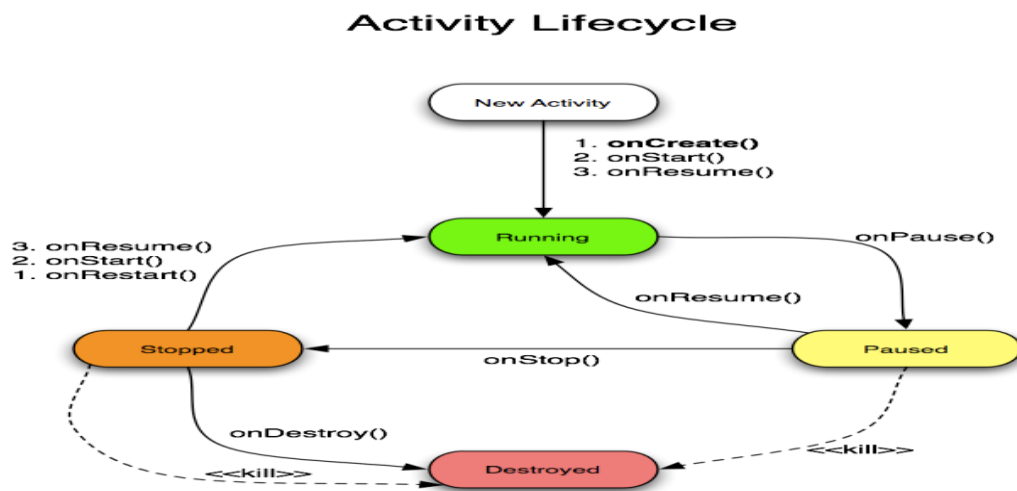 Activity Lifecycle
New Activity
1. onCreate()
2. onStart()
3. onResume()
Running
3. onResume()
2. onStart()
1. onRestart()
onPause()
onResume()
Stopped
onStop()
Paused
onDestroy()
<<kill>>
<<kill>>
Destroyed